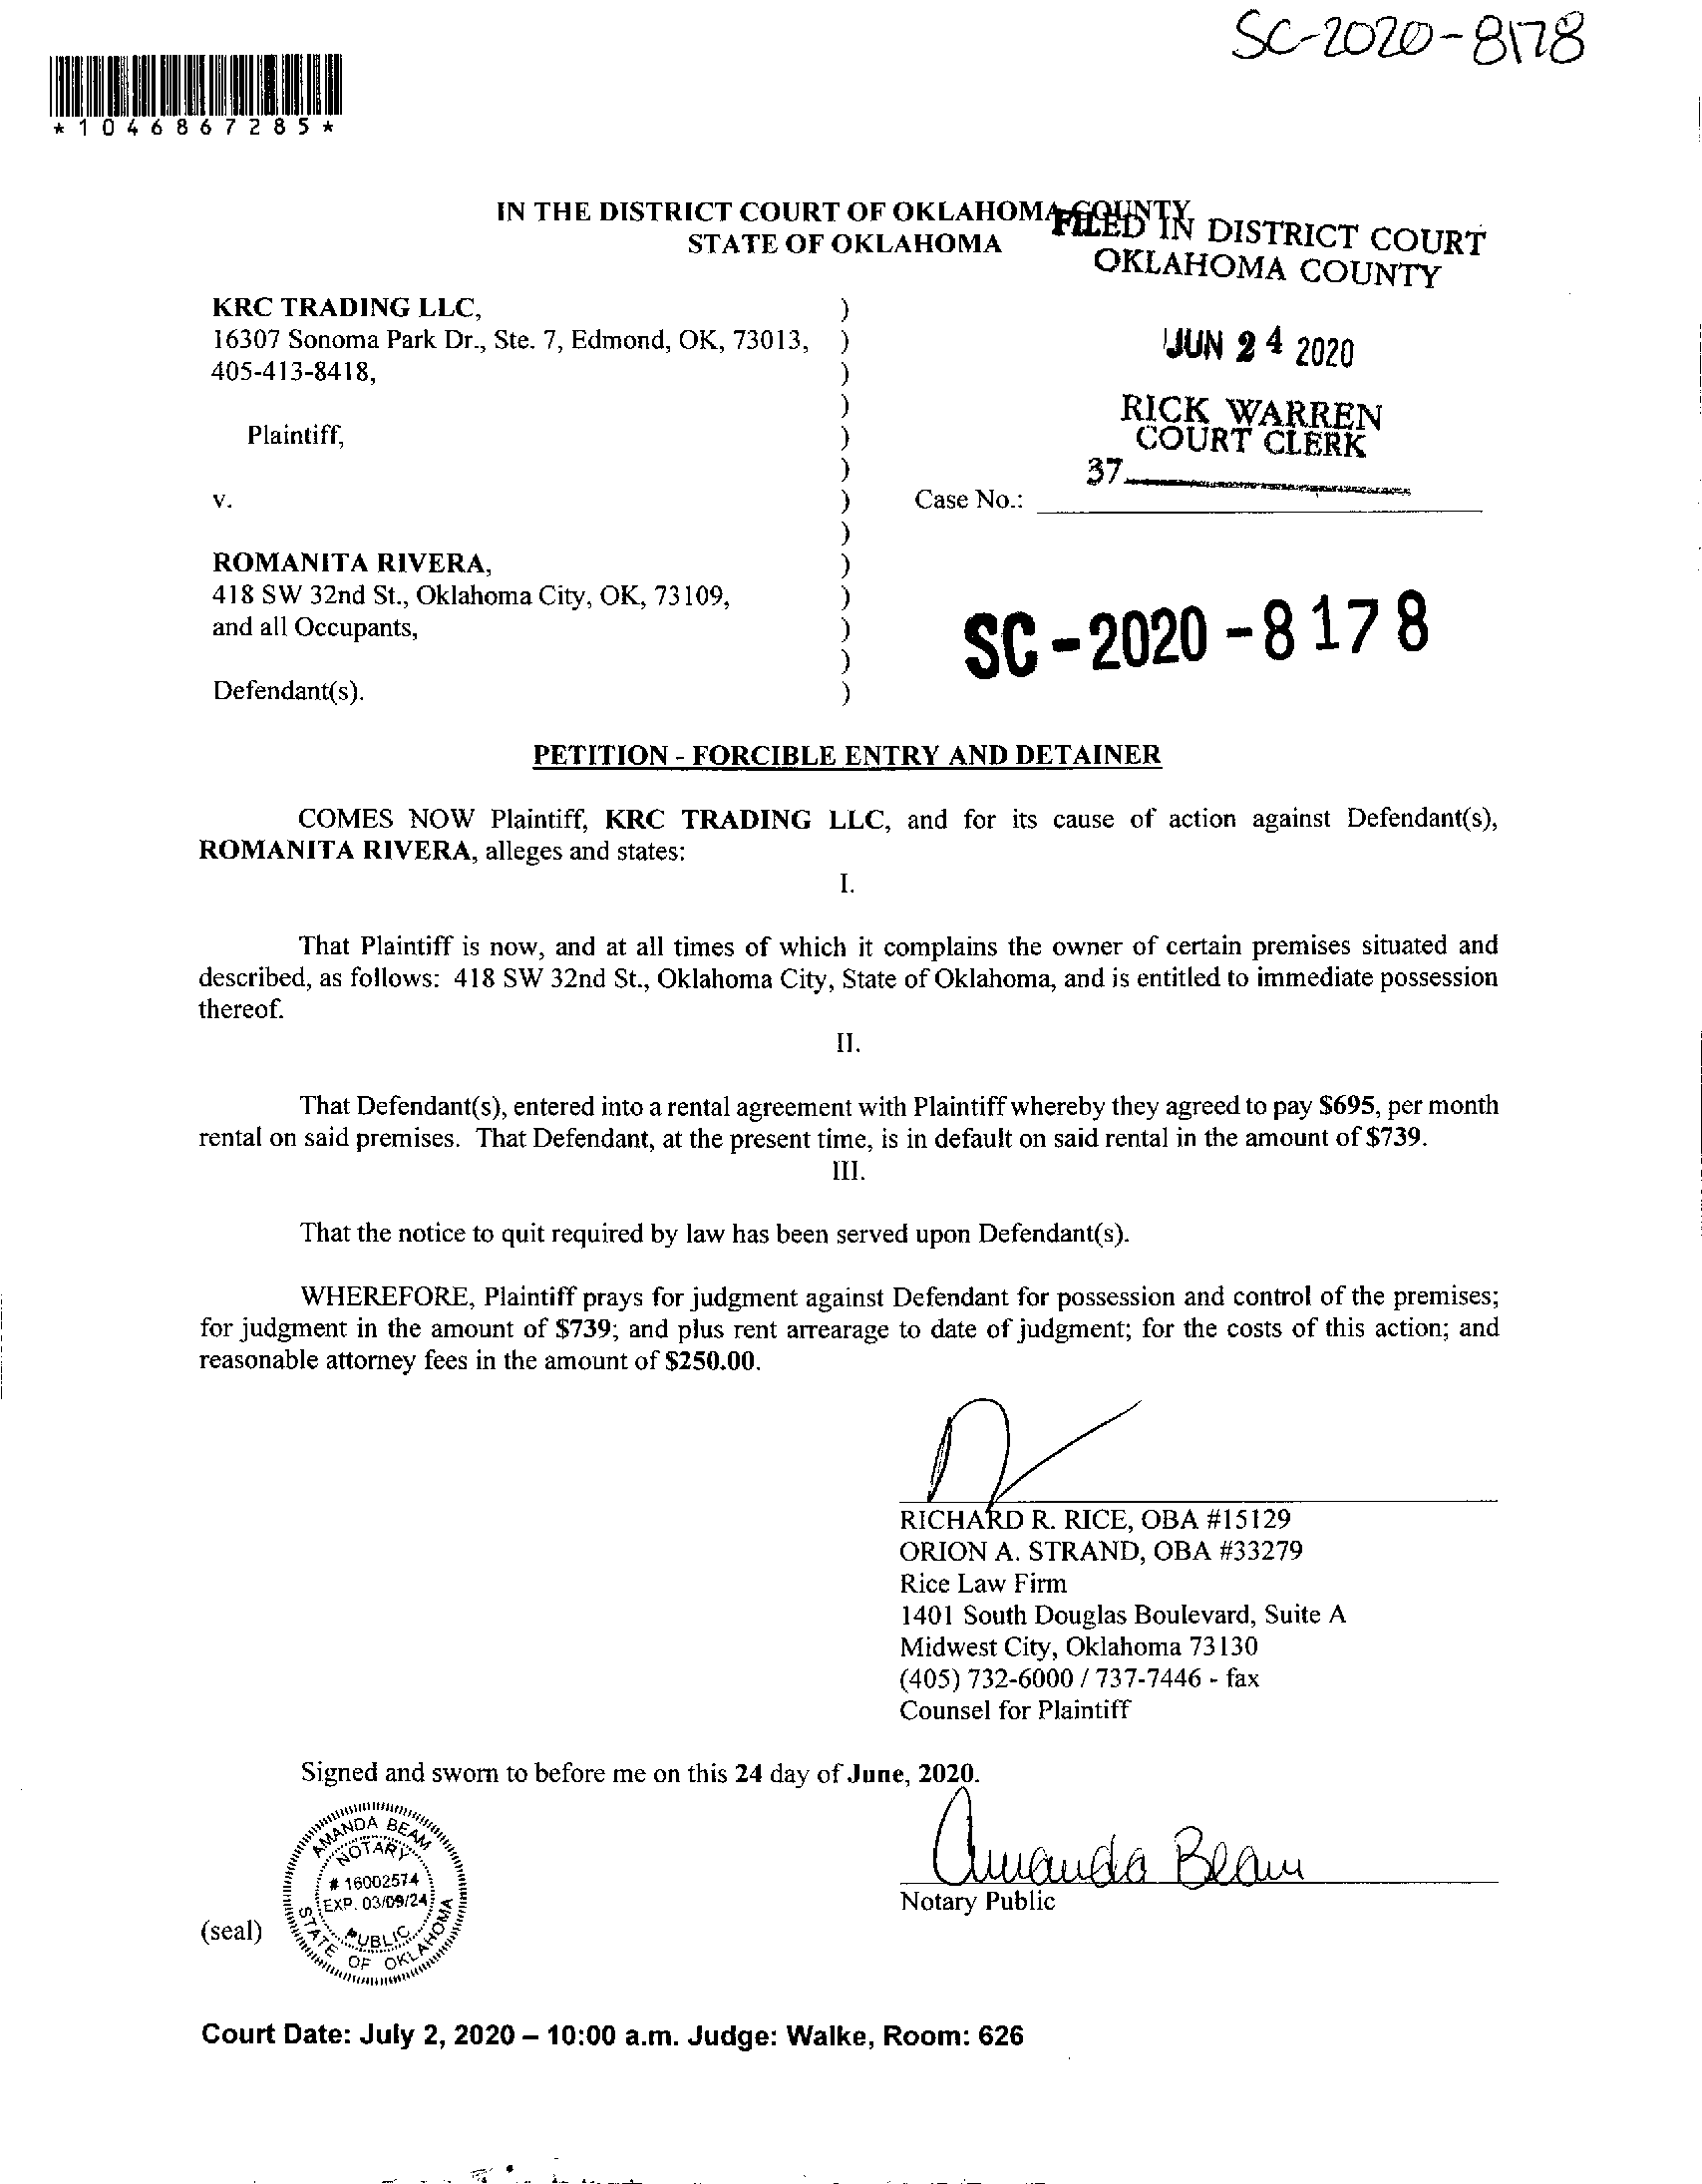 SC-2020-8178
*1046867285*
IN THE DISTRICT COURT OF OKLAHOMA COUNTY
STATE OF OKLAHOMA
FILED IN DISTRICT COURT
OKLAHOMA COUNTY
JUN 24 2020
RICK WARREN
COURT CLERK
37
KRC TRADING LLC, )
16307 Sonoma Park Dr., Ste. 7, Edmond, OK, 73013, )
405-413-8418, )
)
Plaintiff, )
)
v. ) Case No.:
)
ROMANITA RIVERA, )
418 SW 32nd St., Oklahoma City, OK, 73109, )
and all Occupants, )
)
Defendant(s). )
SC-2020-8178
PETITION - FORCIBLE ENTRY AND DETAINER
COMES NOW Plaintiff, KRC TRADING LLC, and for its cause of action against Defendant(s),
ROMANITA RIVERA, alleges and states:
I.
That Plaintiff is now, and at all times of which it complains the owner of certain premises situated and
described, as follows: 418 SW 32nd St., Oklahoma City, State of Oklahoma, and is entitled to immediate possession
thereof.
II.
That Defendant(s), entered into a rental agreement with Plaintiff whereby they agreed to pay $695, per month
rental on said premises. That Defendant, at the present time, is in default on said rental in the amount of $739.
III.
That the notice to quit required by law has been served upon Defendant(s).
WHEREFORE, Plaintiff prays for judgment against Defendant for possession and control of the premises;
for judgment in the amount of $739; and plus rent arrearage to date of judgment; for the costs of this action; and
reasonable attorney fees in the amount of $250.00.
RICHARD R. RICE, OBA #15129
ORION A. STRAND, OBA #33279
Rice Law Firm
1401 South Douglas Boulevard, Suite A
Midwest City, Oklahoma 73130
(405) 732-6000 / 737-7446 - fax
Counsel for Plaintiff
Signed and sworn to before me on this 24 day of June, 2020.
Amanda Beam
Notary Public
(seal)
AMANDA BEAM
NOTARY
# 16002574
EXP. 03/09/24
PUBLIC
STATE OF OKLAHOMA
Court Date: July 2, 2020 – 10:00 a.m. Judge: Walke, Room: 626